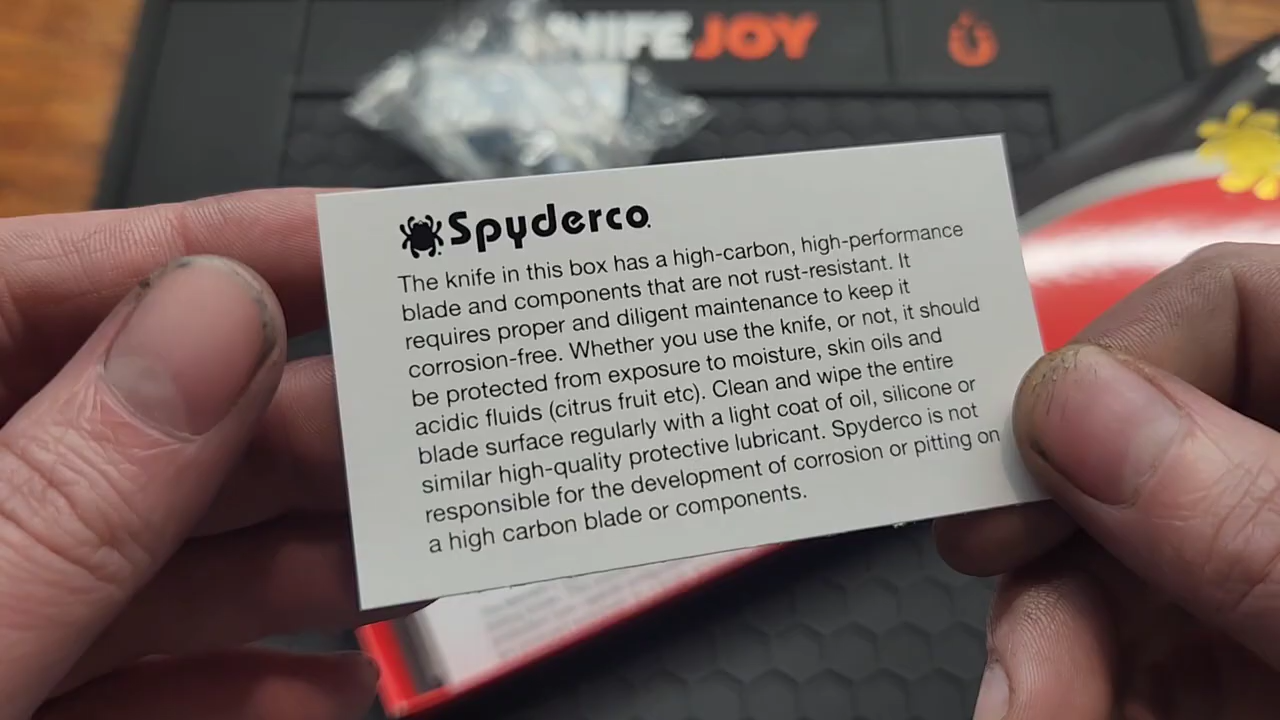 KNIFEJOY
Spyderco
The knife in this box has a high-carbon, high-performance
blade and components that are not rust-resistant. It
requires proper and diligent maintenance to keep it
corrosion-free. Whether you use the knife, or not, it should
be protected from exposure to moisture, skin oils and
acidic fluids (citrus fruit etc). Clean and wipe the entire
blade surface regularly with a light coat of oil, silicone or
similar high-quality protective lubricant. Spyderco is not
responsible for the development of corrosion or pitting on
a high carbon blade or components.